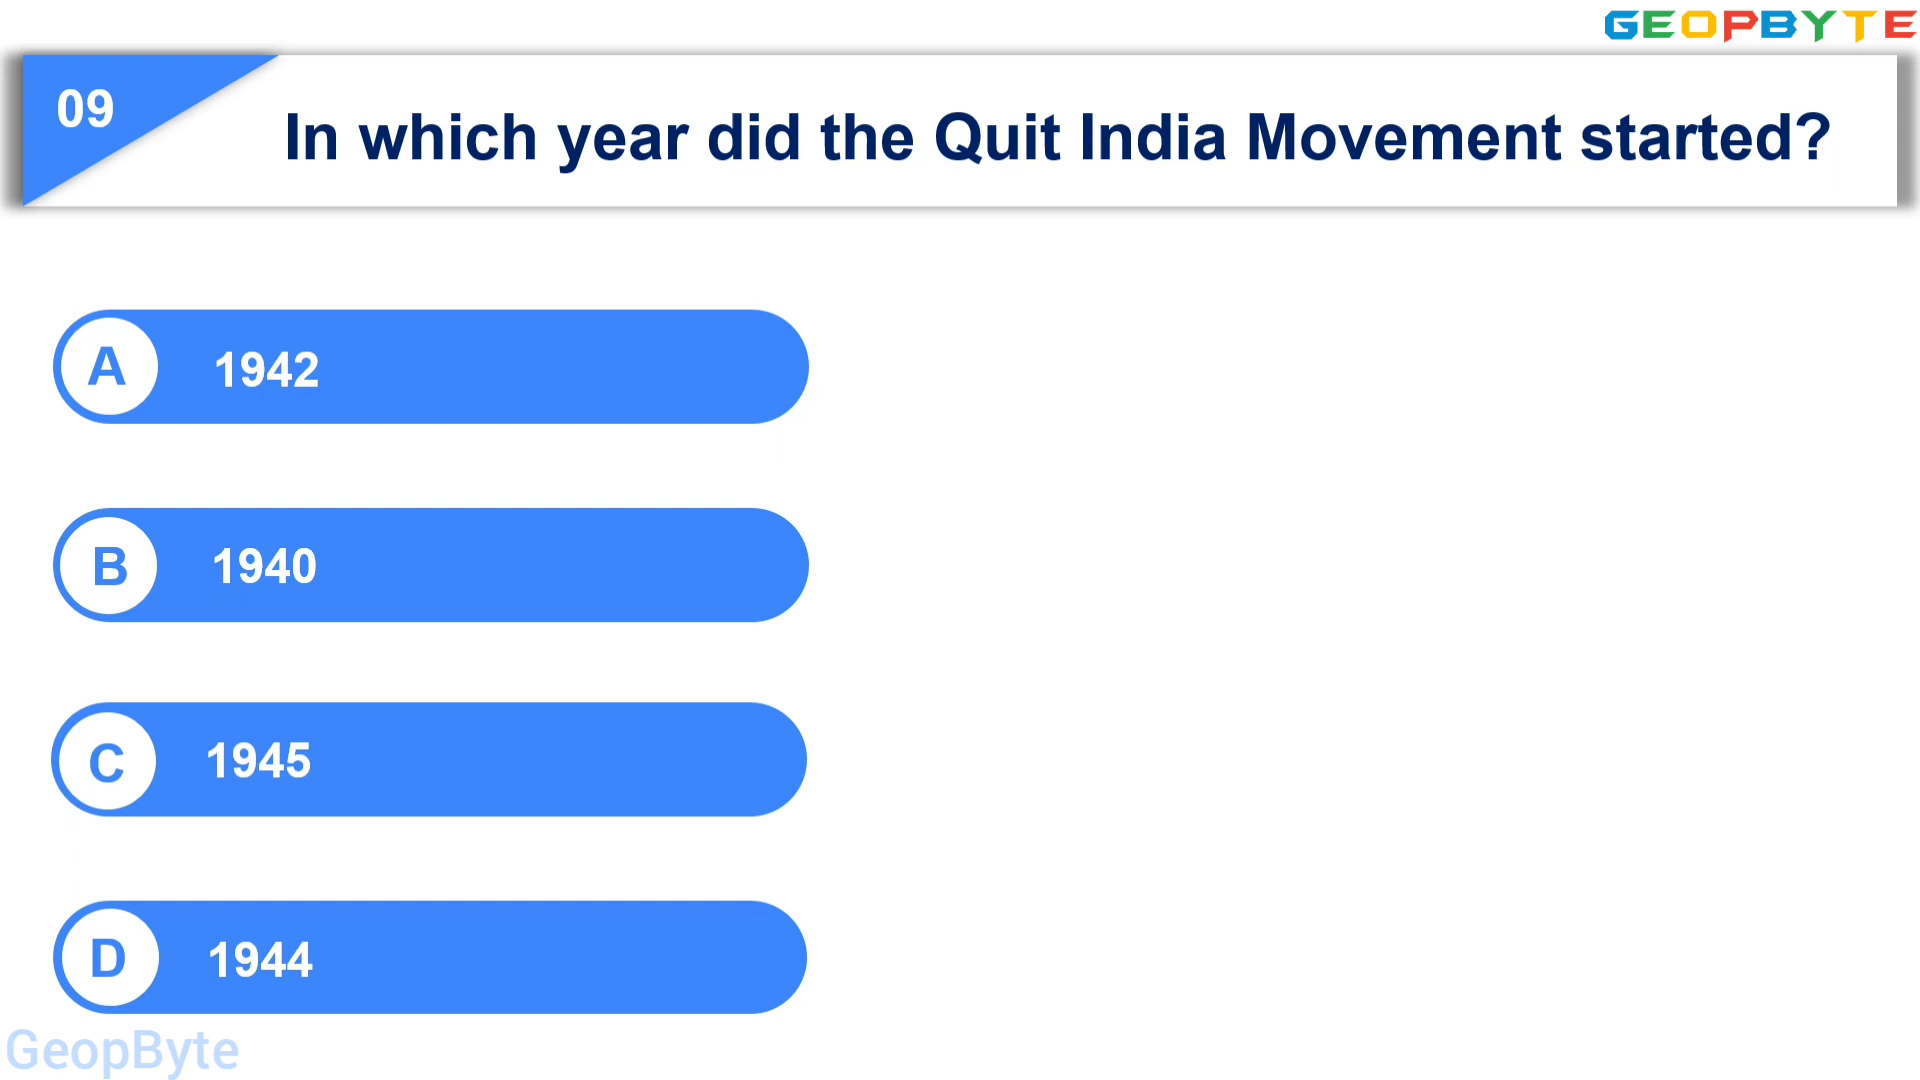 GEOPBYTE
09
In which year did the Quit India Movement started?
A 1942
B 1940
C 1945
D 1944
GeopByte